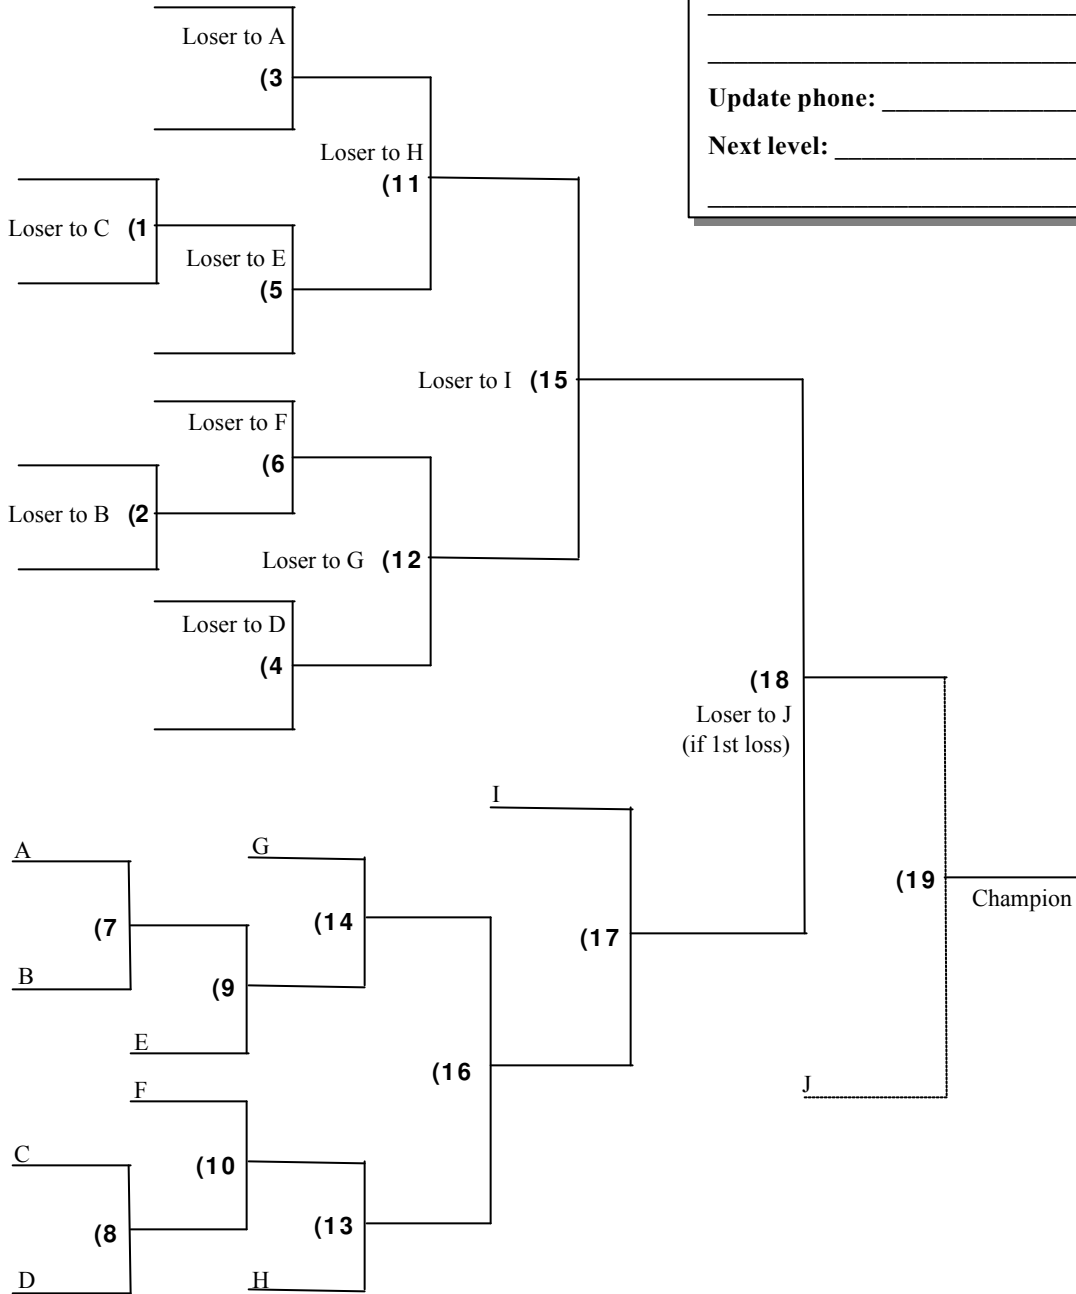 Loser to A
(3
Update phone: ________________
Next level: ____________________
Loser to H
(11
Loser to C (1
Loser to E
(5
Loser to I (15
Loser to F
(6
Loser to B (2
Loser to G (12
Loser to D
(4
(18
Loser to J
(if 1st loss)
I
A
G
(19
Champion
(7
(14
(17
B
(9
E
(16
F
J
C
(10
(8
(13
D
H